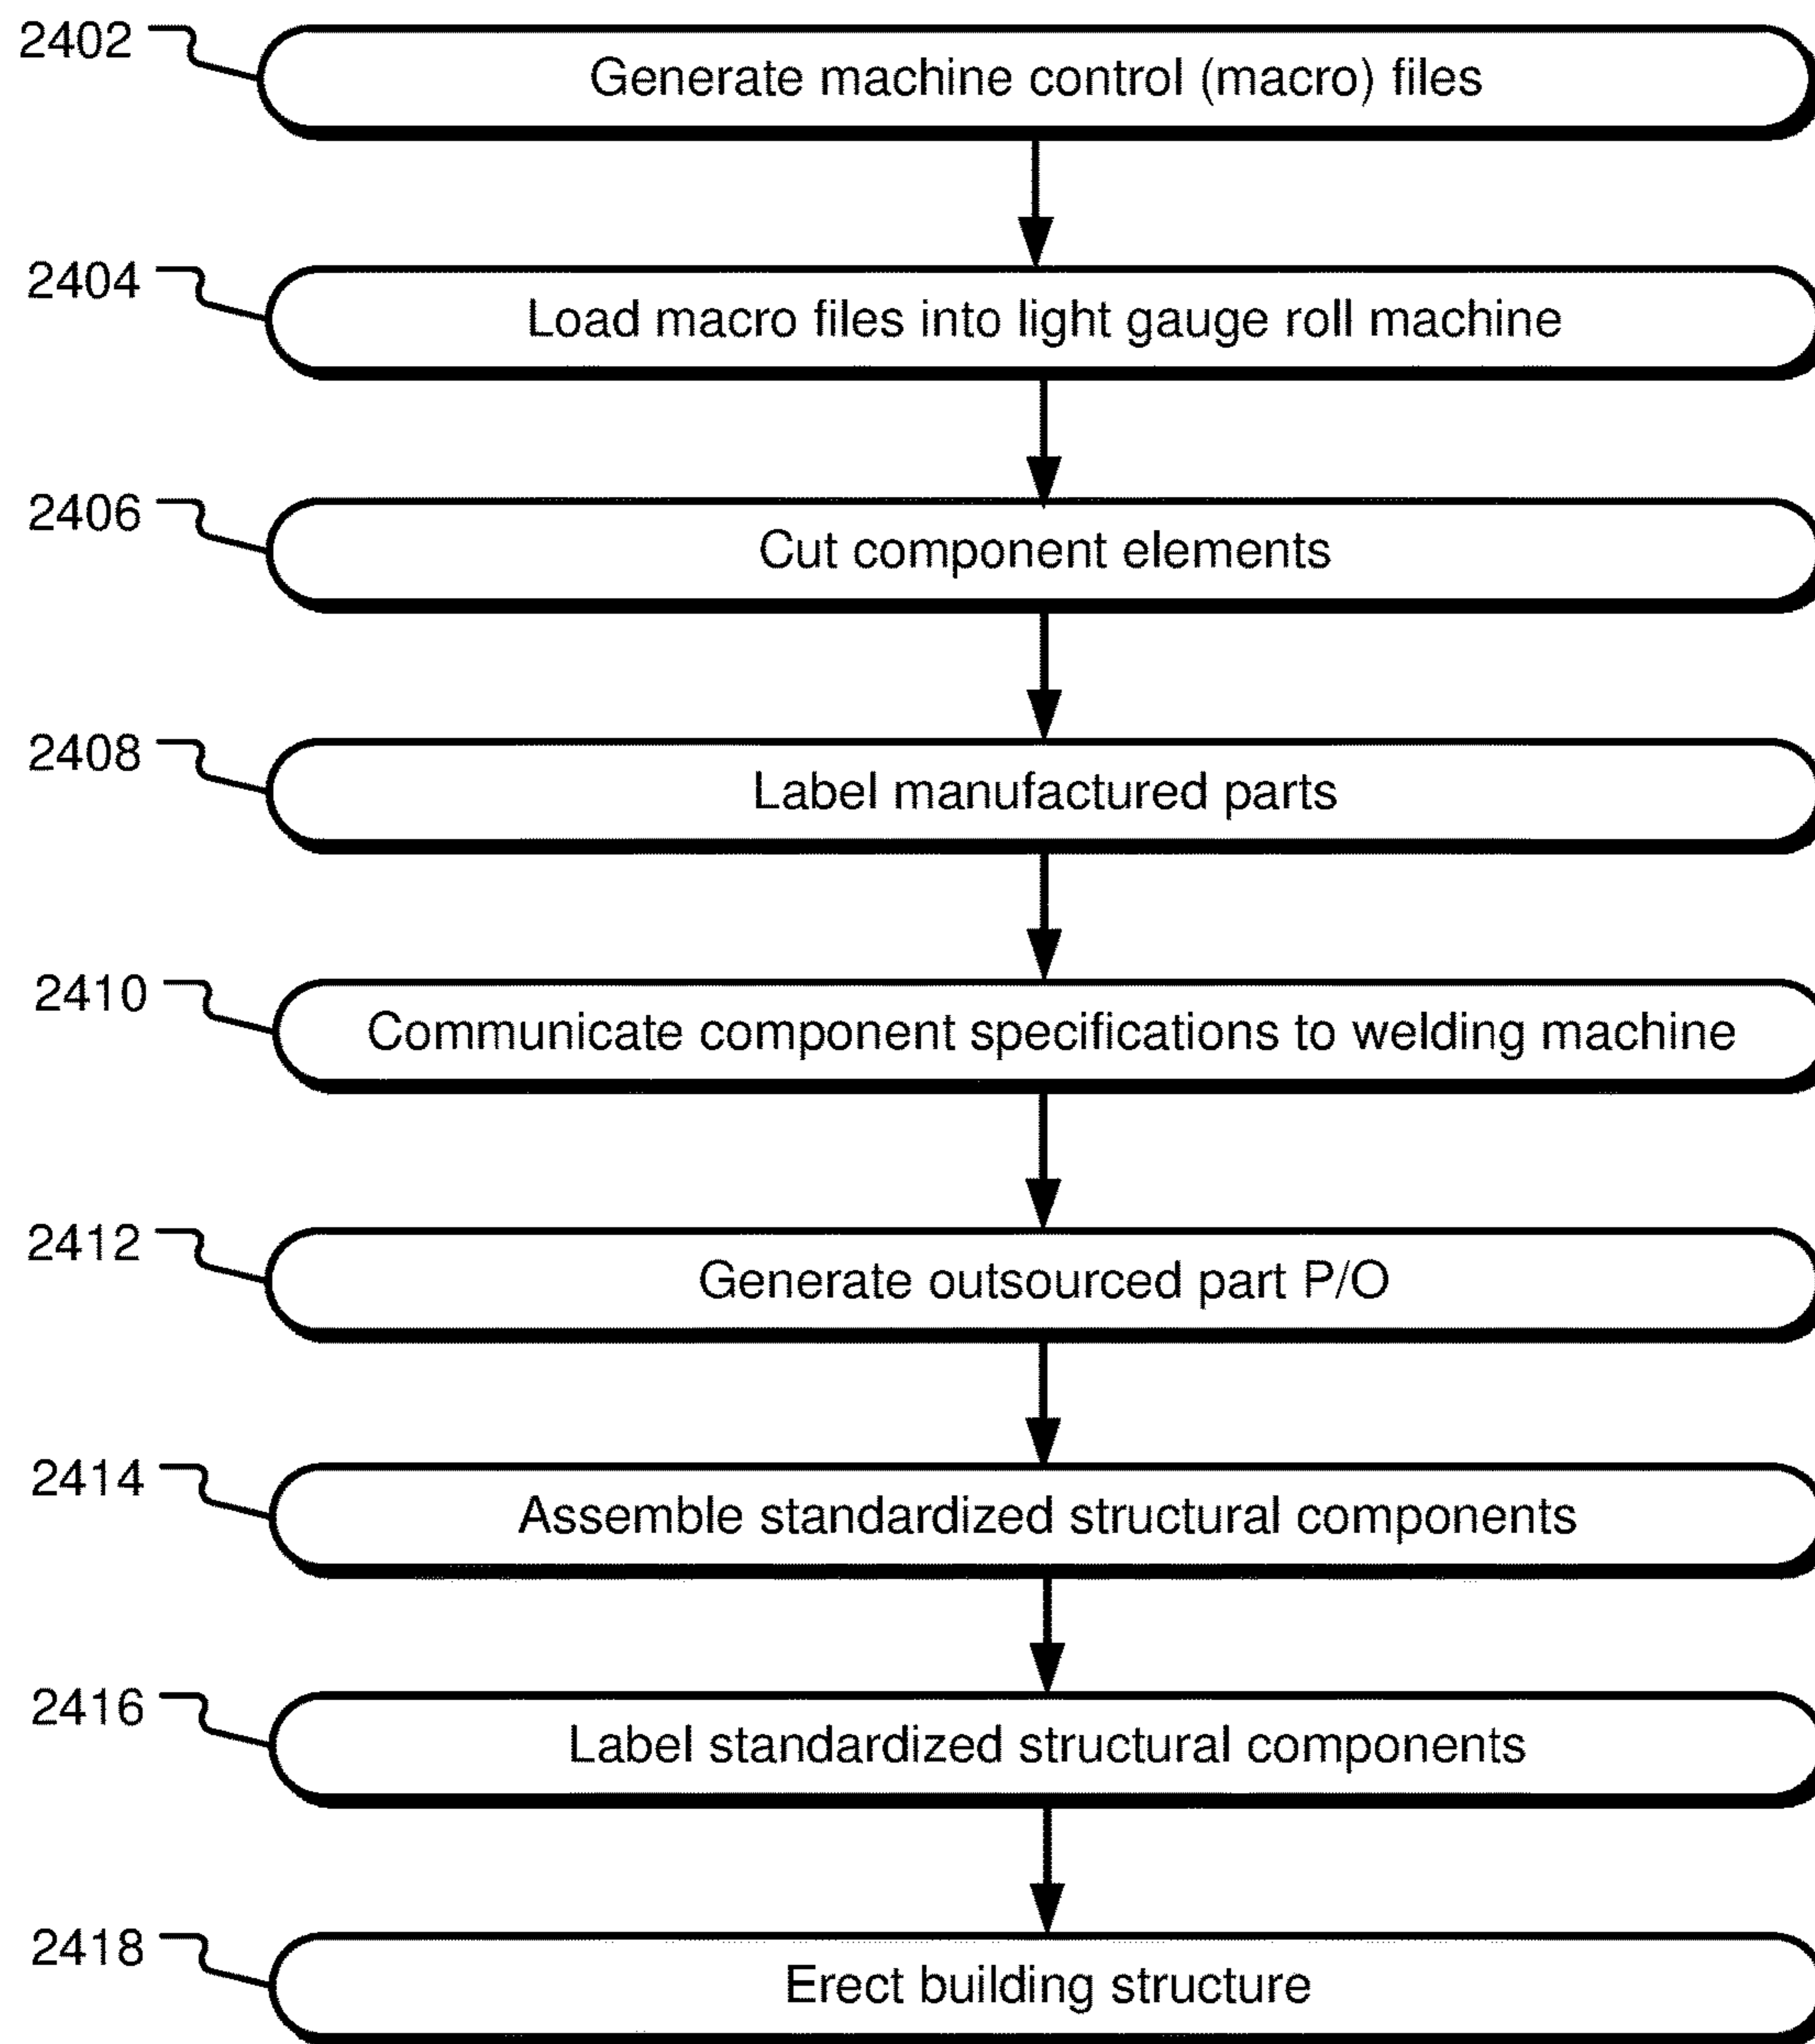 2402
Generate machine control (macro) files
2404
Load macro files into light gauge roll machine
2406
Cut component elements
2408
Label manufactured parts
2410
Communicate component specifications to welding machine
2412
Generate outsourced part P/O
2414
Assemble standardized structural components
2416
Label standardized structural components
2418
Erect building structure